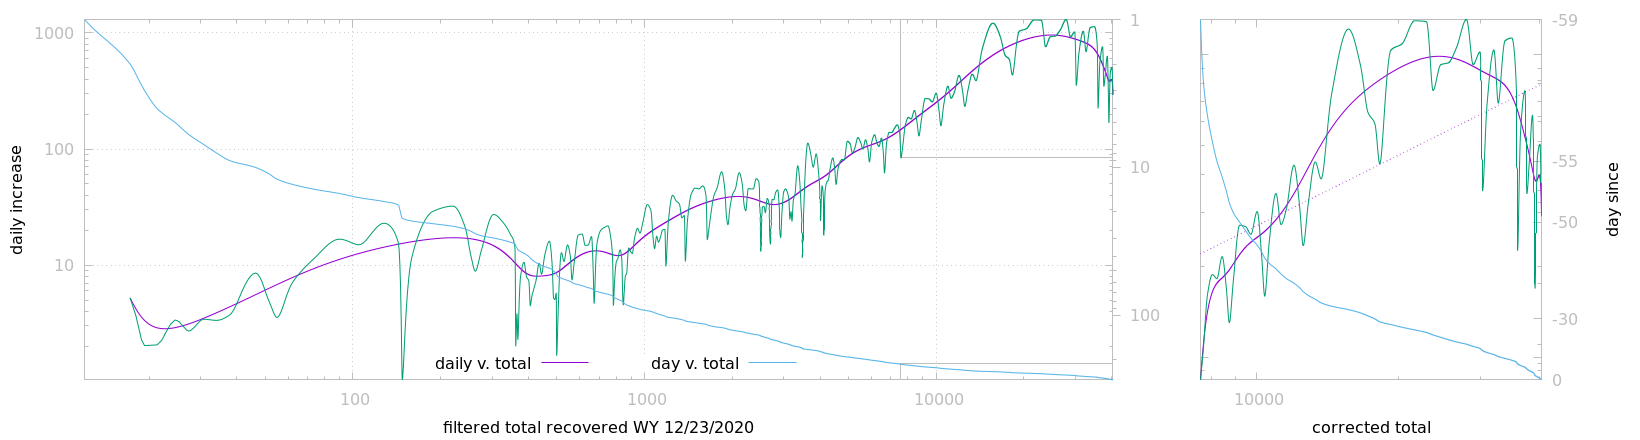 1000
100
10
daily increase
1
10
100
daily v. total
day v. total
100
1000
10000
filtered total recovered WY 12/23/2020
-59
-55
-50
-30
0
day since
10000
corrected total